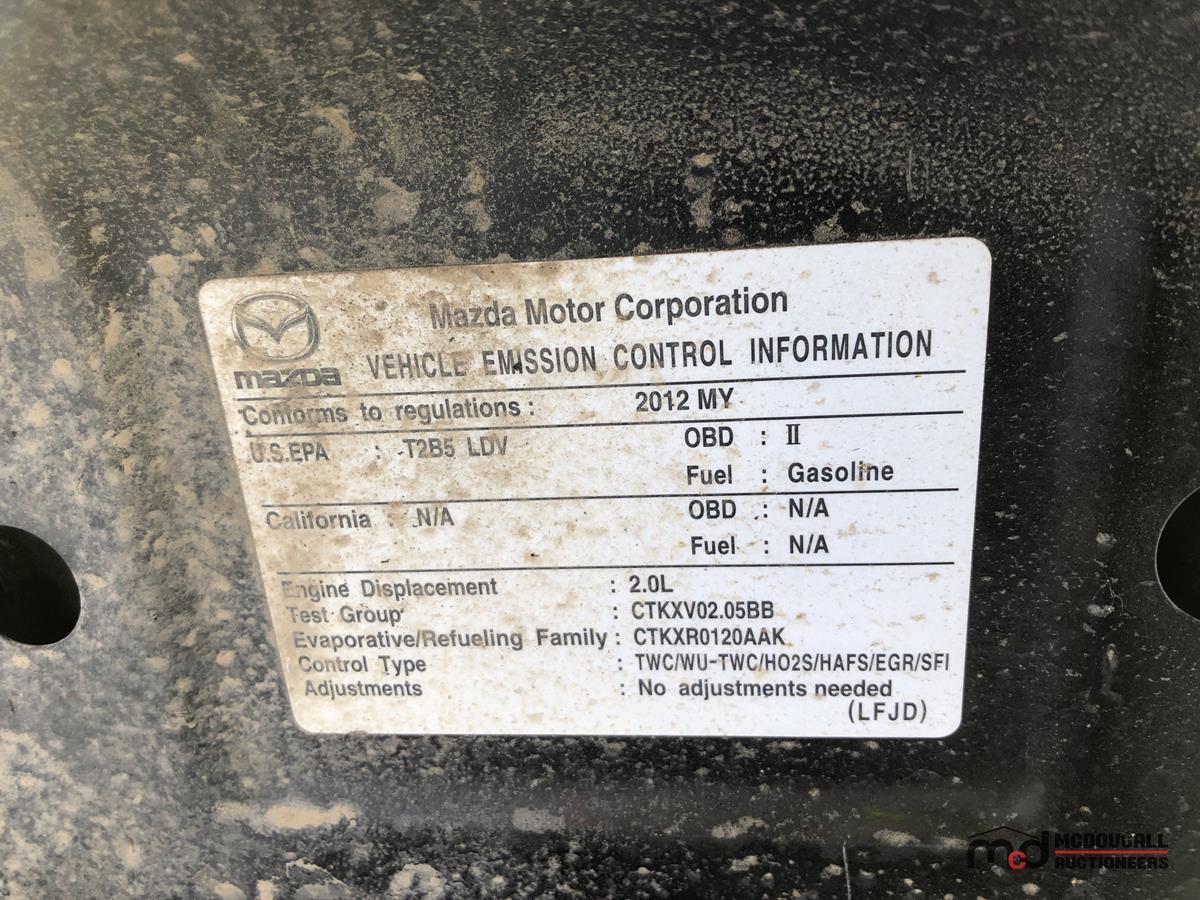 Mazda Motor Corporation
mazda VEHICLE EMISSION CONTROL INFORMATION
Conforms to regulations : 2012 MY
U.S.EPA : T2B5 LDV OBD : II
Fuel : Gasoline
California : N/A OBD : N/A
Fuel : N/A
Engine Displacement : 2.0L
Test Group : CTKXV02.05BB
Evaporative/Refueling Family : CTKXR0120AAK
Control Type : TWC/WU-TWC/HO2S/HAFS/EGR/SFI
Adjustments : No adjustments needed
(LFJD)
mcd MCDOUGALL
AUCTIONEERS